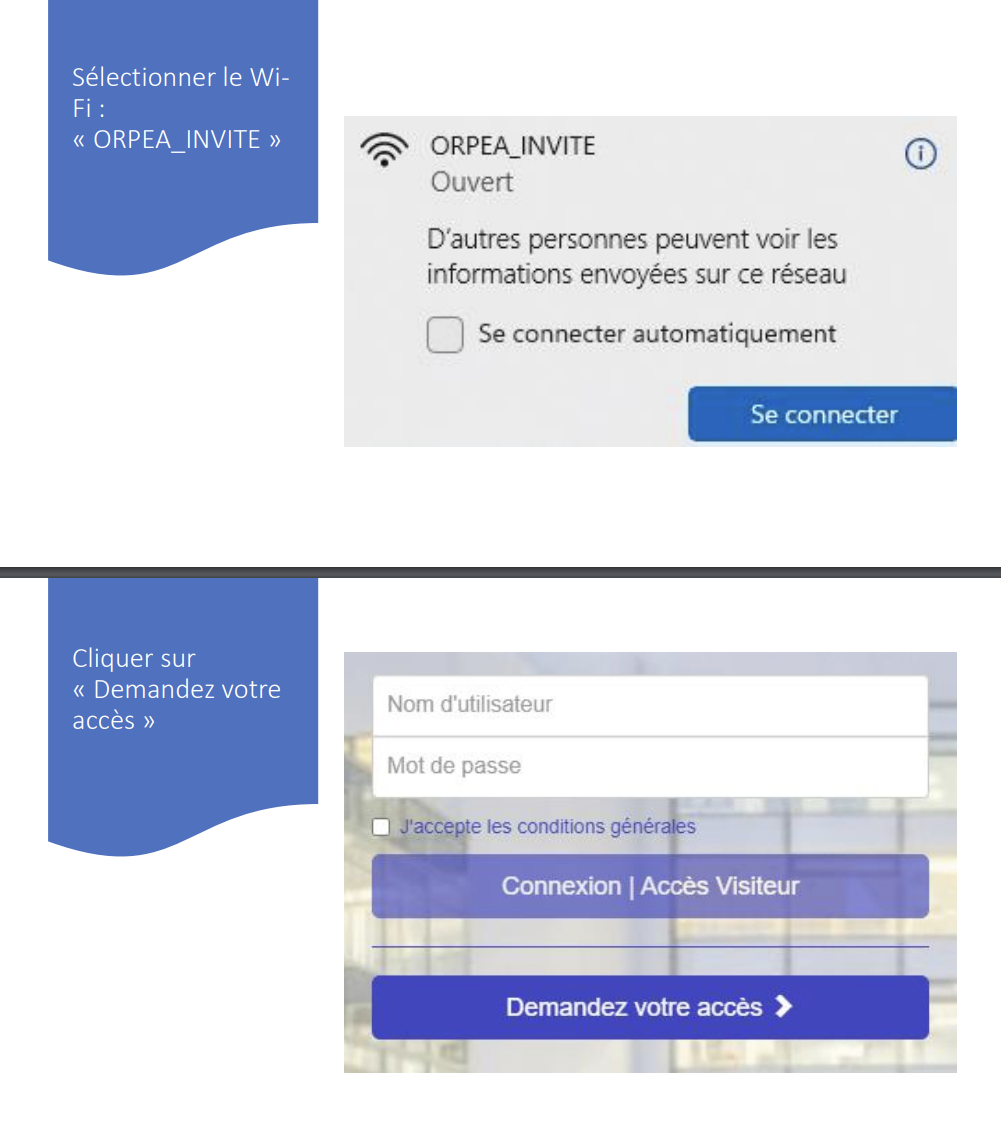 Sélectionner le Wi-
Fi :
« ORPEA_INVITE »
ORPEA_INVITE
Ouvert
D'autres personnes peuvent voir les
informations envoyées sur ce réseau
Se connecter automatiquement
Se connecter
Cliquer sur
« Demandez votre
accès »
Nom d'utilisateur
Mot de passe
J'accepte les conditions générales
Connexion | Accès Visiteur
Demandez votre accès